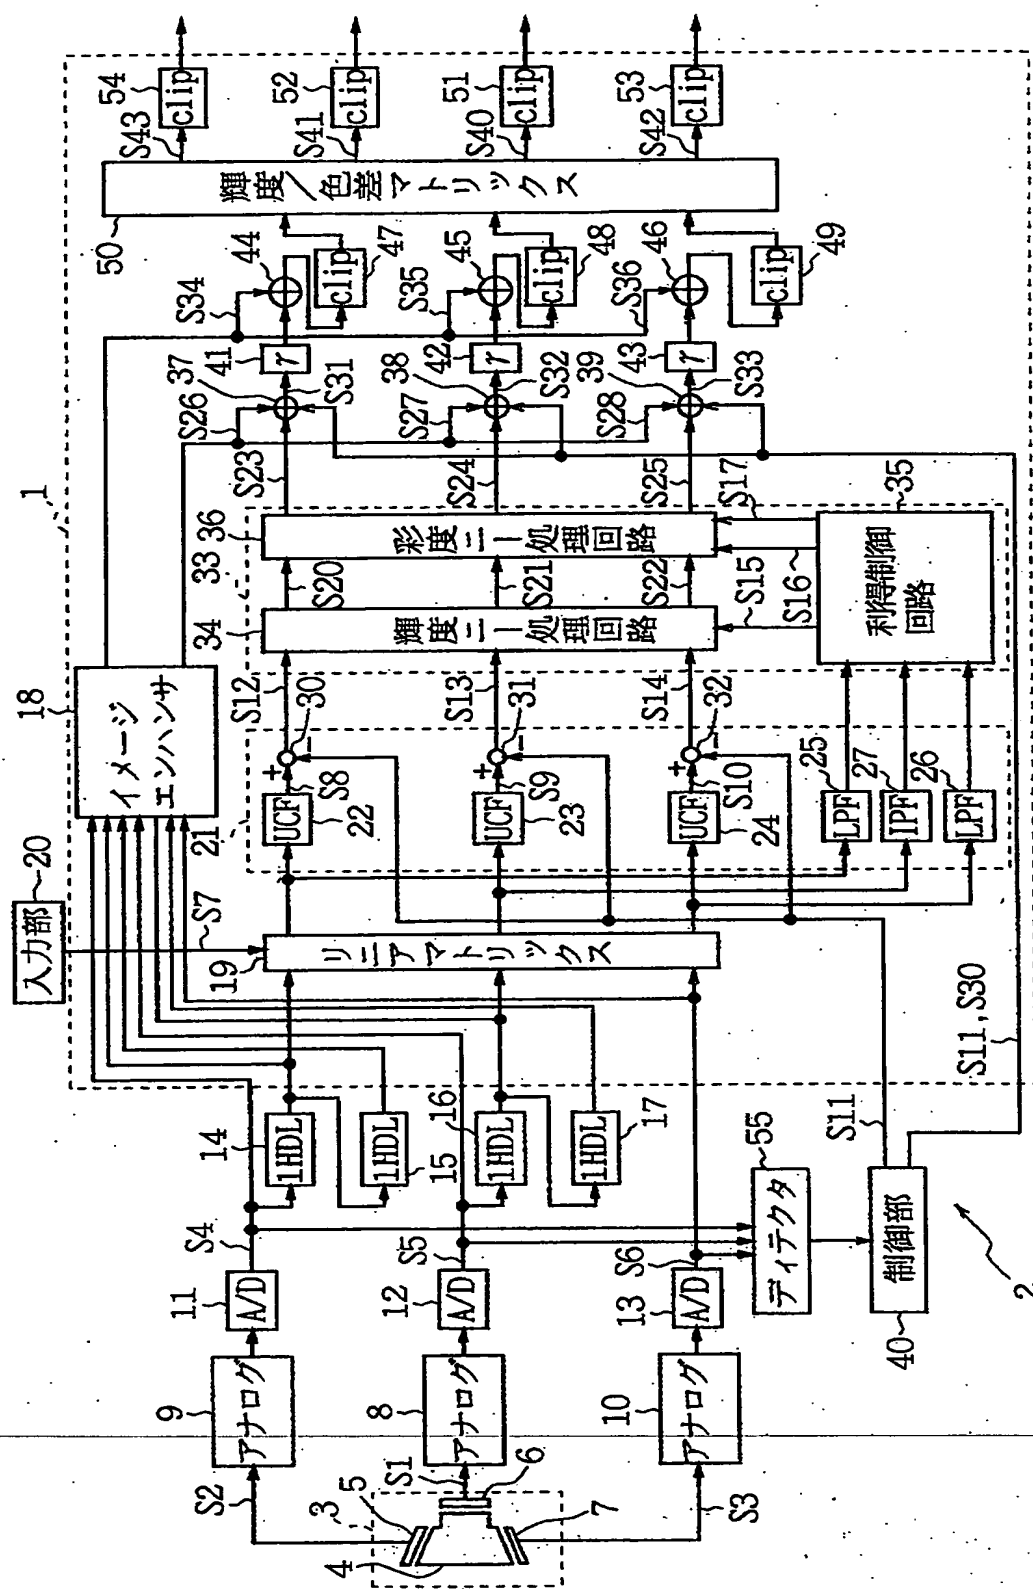 1
2
入力部
20
S7
18
イメージ
エンハンサ
3
4
5
6
7
S2
S1
S3
9
アナログ
8
アナログ
10
アナログ
11
A/D
12
A/D
13
A/D
S4
S5
S6
14
1HDL
15
1HDL
16
1HDL
17
1HDL
19
リニアマトリックス
55
ディテクタ
40
制御部
S11
S11,S30
21
UCF
22
UCF
23
UCF
24
S8
S9
S10
+
-
+
-
+
-
30
31
32
LPF
25
IPF
27
LPF
26
S12
S13
S14
33
34
輝度ニー処理回路
S20
S21
S22
36
彩度ニー処理回路
S15
S16
S17
35
利得制御
回路
S23
S24
S25
S26
S27
S28
37
38
39
S31
S32
S33
41
γ
42
γ
43
γ
S34
S35
S36
44
45
46
clip
47
clip
48
clip
49
50
輝度/色差マトリックス
S43
S41
S40
S42
54
clip
52
clip
51
clip
53
clip